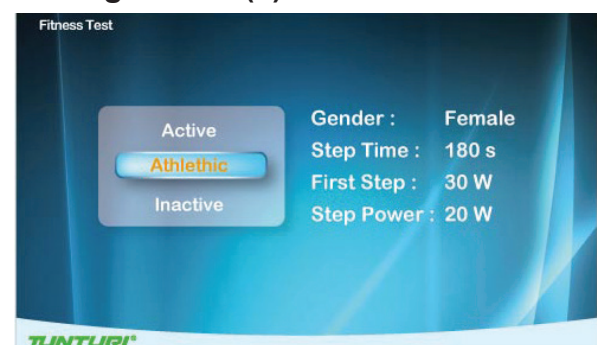 Fitness Test
Active
Athlethic
Inactive
Gender : Female
Step Time : 180 s
First Step : 30 W
Step Power : 20 W
TUNTURI®